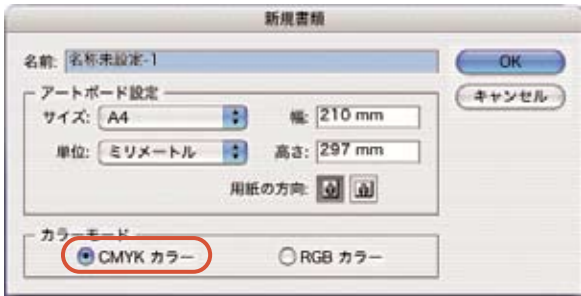 新規書類
名前: 名称未設定-1
OK
キャンセル
アートボード設定
サイズ: A4
幅: 210 mm
単位: ミリメートル
高さ: 297 mm
用紙の方向:
カラーモード
CMYK カラー
RGB カラー